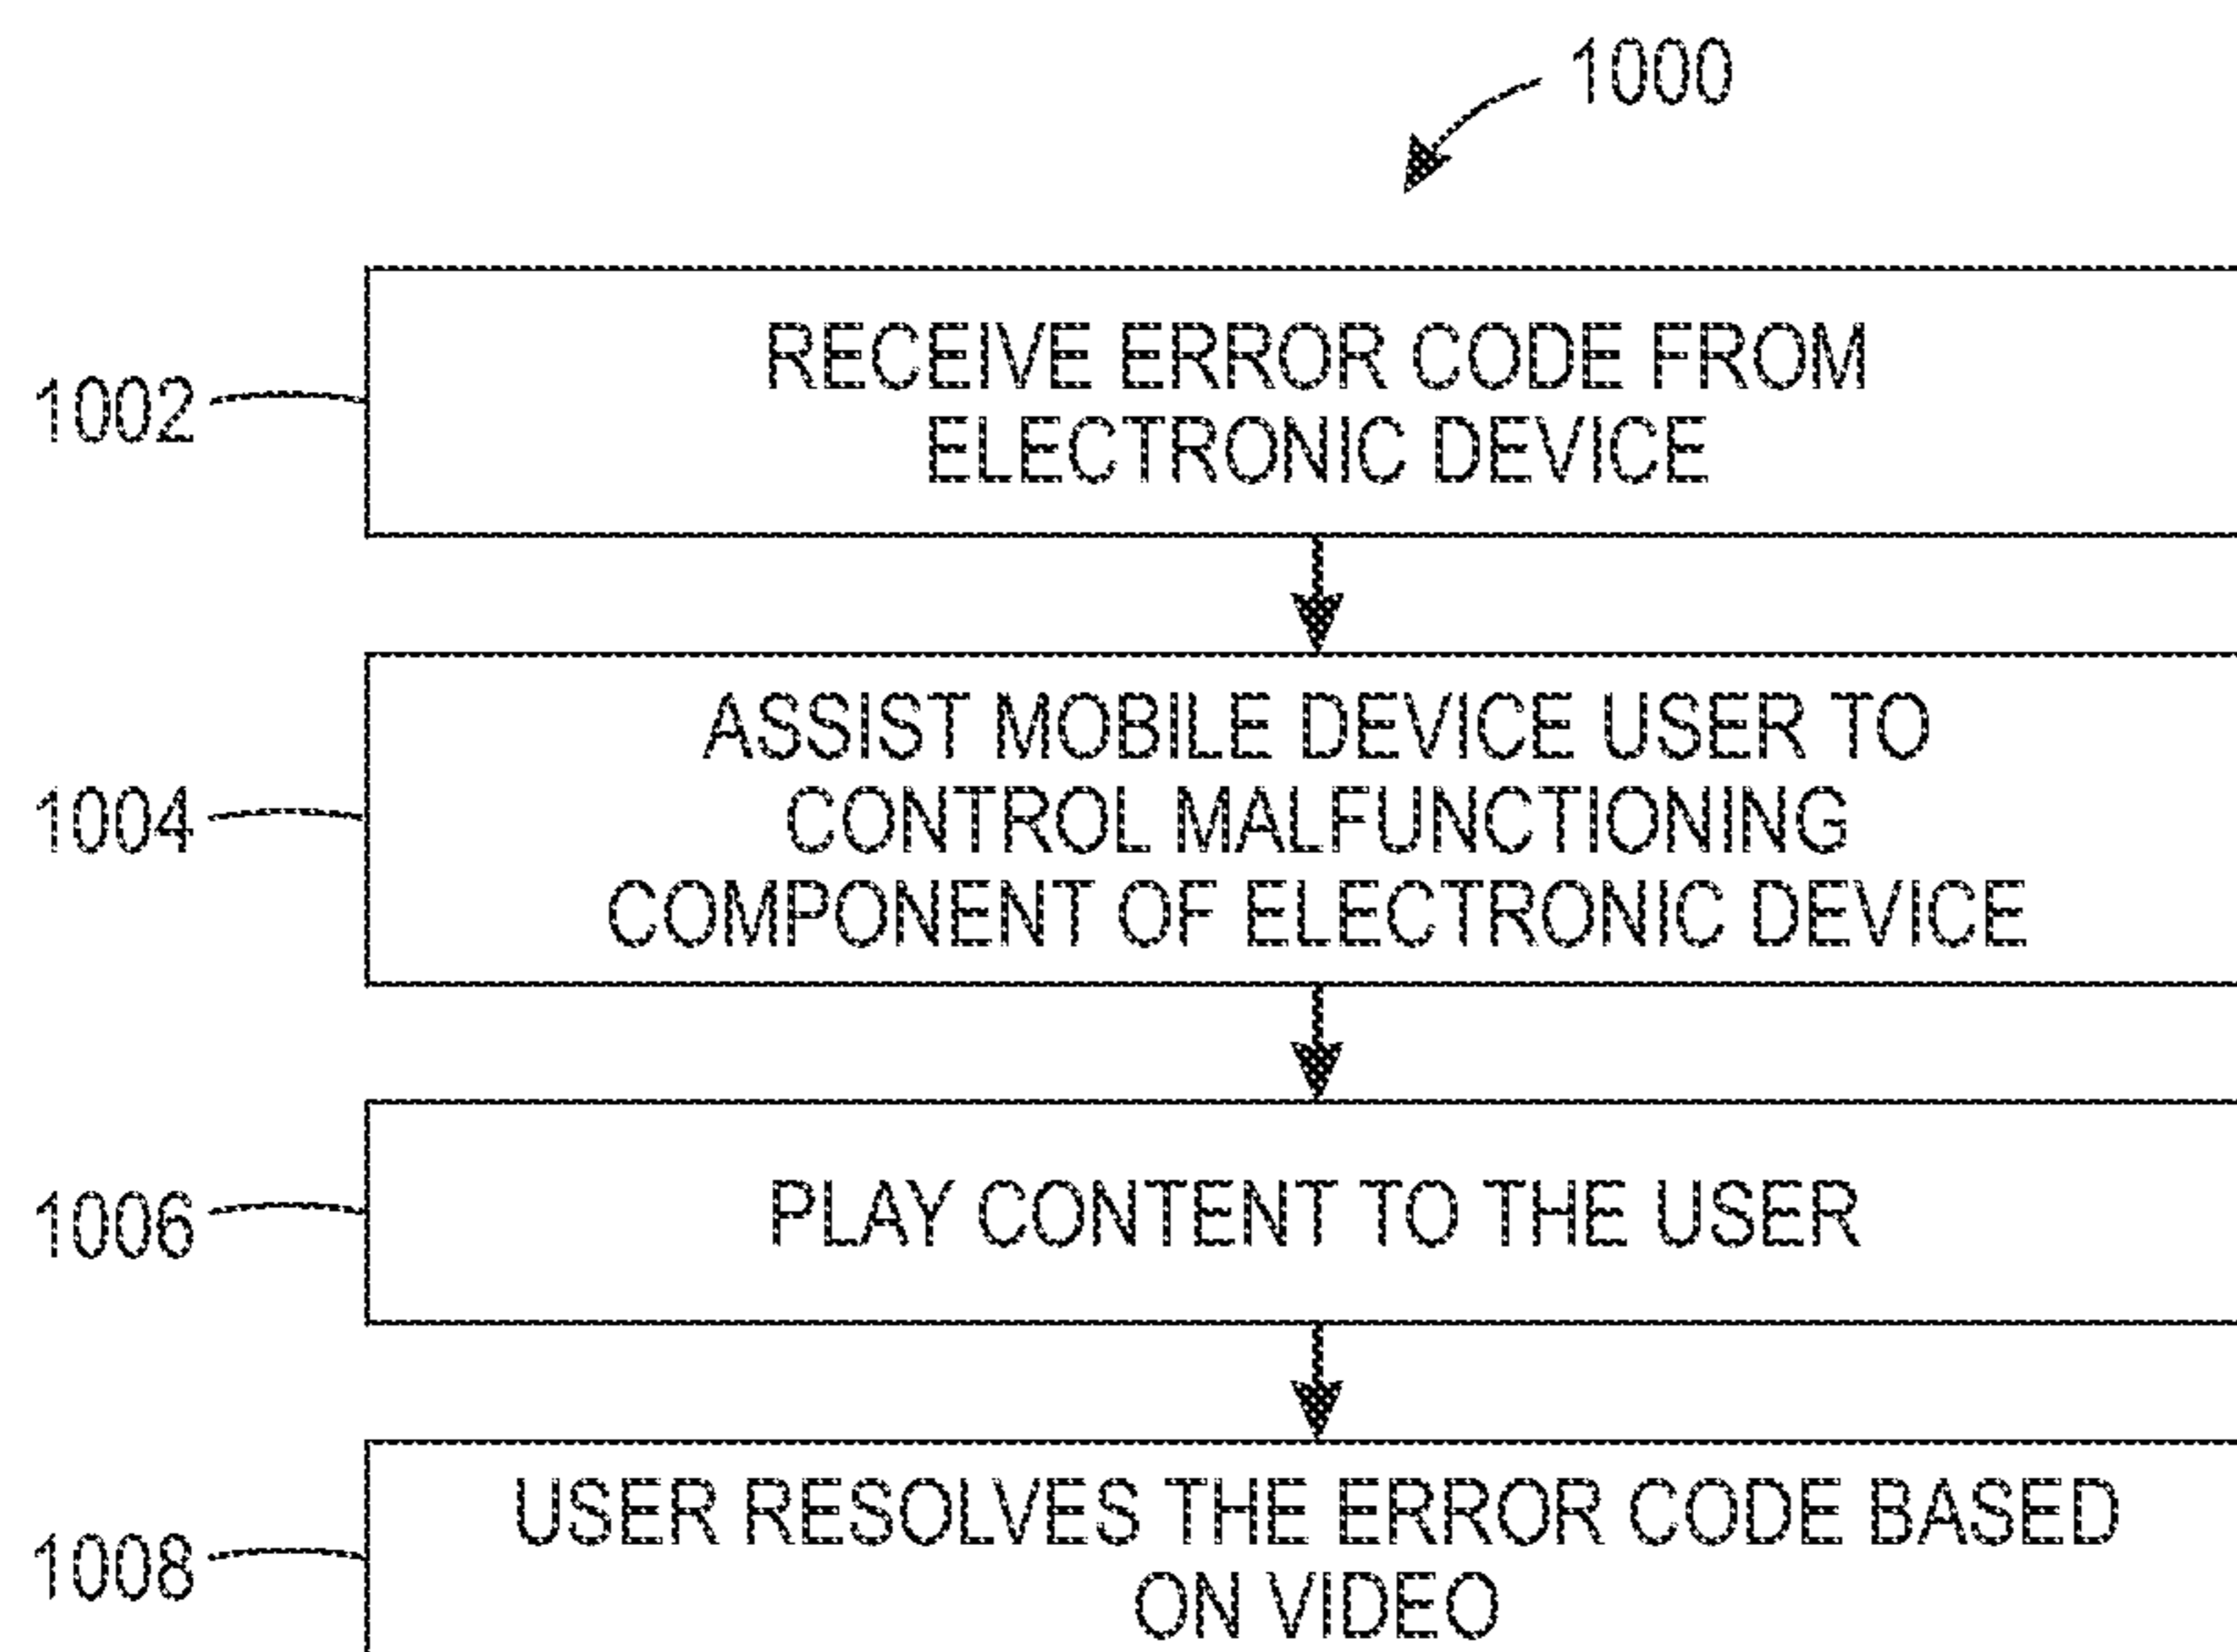 1000
1002
RECEIVE ERROR CODE FROM
ELECTRONIC DEVICE
1004
ASSIST MOBILE DEVICE USER TO
CONTROL MALFUNCTIONING
COMPONENT OF ELECTRONIC DEVICE
1006
PLAY CONTENT TO THE USER
1008
USER RESOLVES THE ERROR CODE BASED
ON VIDEO